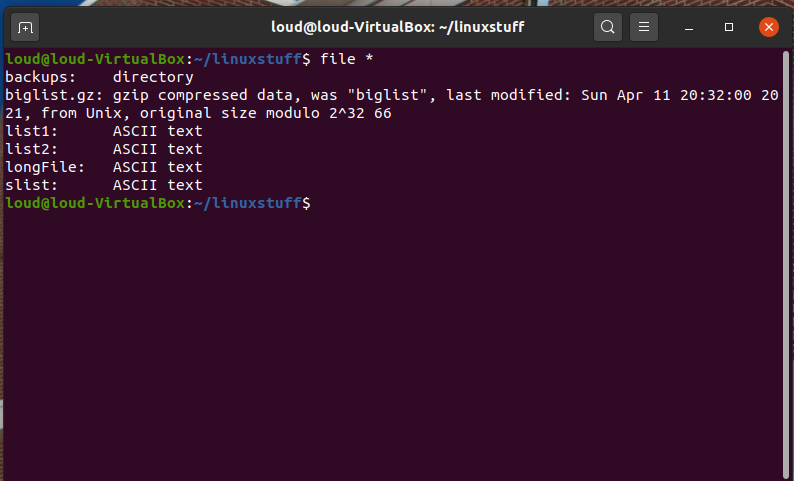 loud@loud-VirtualBox: ~/linuxstuff
loud@loud-VirtualBox:~/linuxstuff$ file *
backups:    directory
biglist.gz: gzip compressed data, was "biglist", last modified: Sun Apr 11 20:32:00 20
21, from Unix, original size modulo 2^32 66
list1:      ASCII text
list2:      ASCII text
longFile:   ASCII text
slist:      ASCII text
loud@loud-VirtualBox:~/linuxstuff$